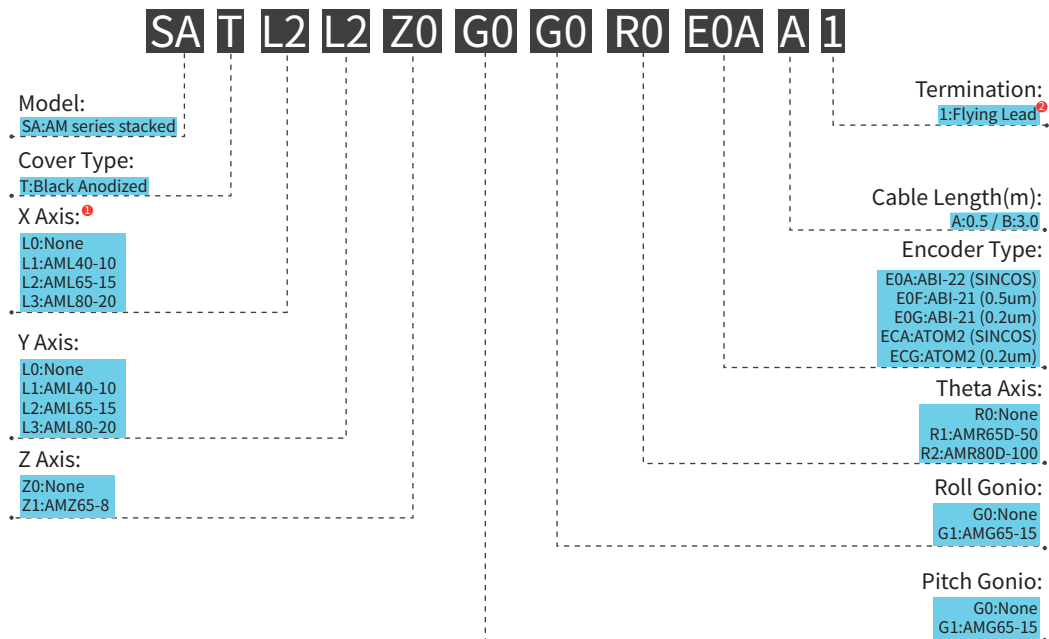 SA T L2 L2 Z0 G0 G0 R0 E0A A 1
Model:
SA:AM series stacked
Cover Type:
T:Black Anodized
X Axis:❶
L0:None
L1:AML40-10
L2:AML65-15
L3:AML80-20
Y Axis:
L0:None
L1:AML40-10
L2:AML65-15
L3:AML80-20
Z Axis:
Z0:None
Z1:AMZ65-8
Termination:
1:Flying Lead❷
Cable Length(m):
A:0.5 / B:3.0
Encoder Type:
E0A:ABI-22 (SINCOS)
E0F:ABI-21 (0.5um)
E0G:ABI-21 (0.2um)
ECA:ATOM2 (SINCOS)
ECG:ATOM2 (0.2um)
Theta Axis:
R0:None
R1:AMR65D-50
R2:AMR80D-100
Roll Gonio:
G0:None
G1:AMG65-15
Pitch Gonio:
G0:None
G1:AMG65-15